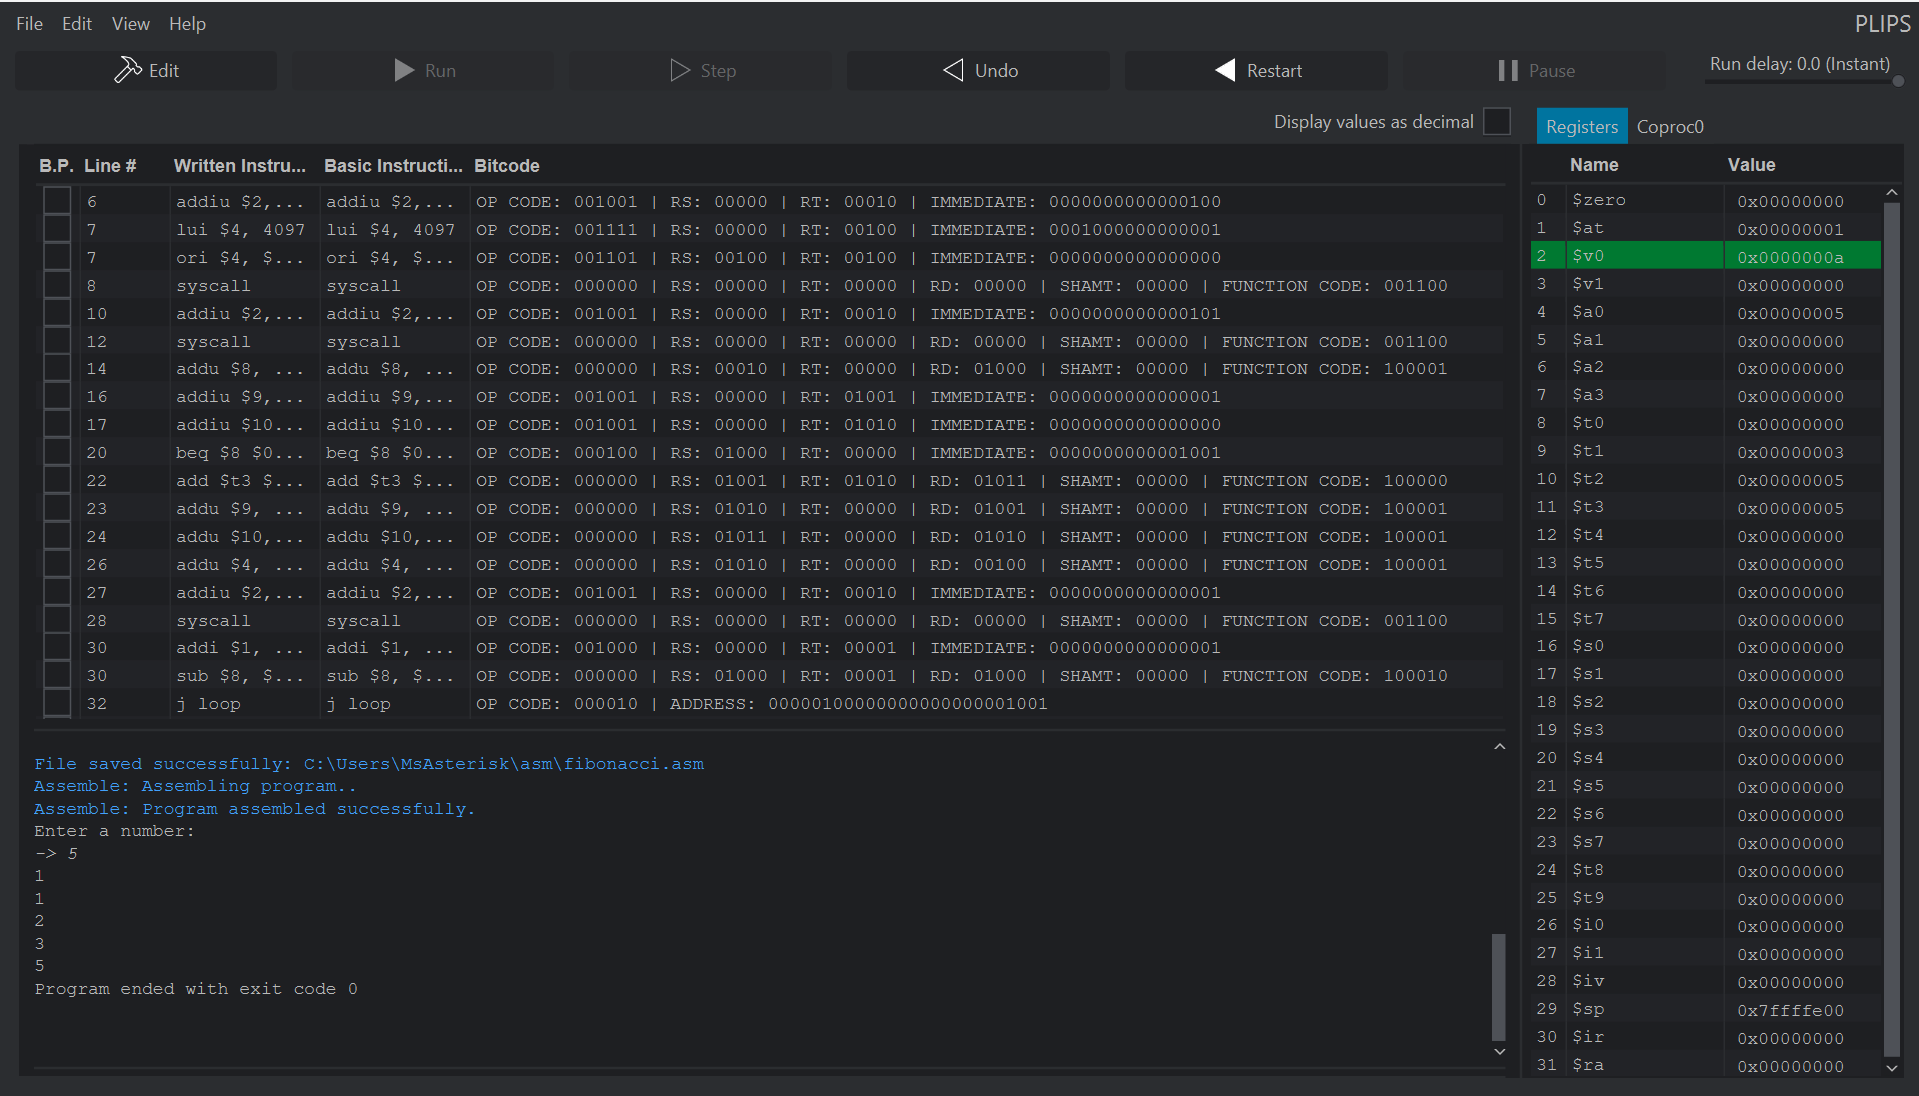 File Edit View Help PLIPS
Edit Run Step Undo Restart Pause Run delay: 0.0 (Instant)
Display values as decimal
B.P. Line # Written Instru... Basic Instructi... Bitcode
6 addiu $2,... addiu $2,... OP CODE: 001001 | RS: 00000 | RT: 00010 | IMMEDIATE: 0000000000000100
7 lui $4, 4097 lui $4, 4097 OP CODE: 001111 | RS: 00000 | RT: 00100 | IMMEDIATE: 0001000000000001
7 ori $4, $... ori $4, $... OP CODE: 001101 | RS: 00100 | RT: 00100 | IMMEDIATE: 0000000000000000
8 syscall syscall OP CODE: 000000 | RS: 00000 | RT: 00000 | RD: 00000 | SHAMT: 00000 | FUNCTION CODE: 001100
10 addiu $2,... addiu $2,... OP CODE: 001001 | RS: 00000 | RT: 00010 | IMMEDIATE: 0000000000000101
12 syscall syscall OP CODE: 000000 | RS: 00000 | RT: 00000 | RD: 00000 | SHAMT: 00000 | FUNCTION CODE: 001100
14 addu $8, ... addu $8, ... OP CODE: 000000 | RS: 00010 | RT: 00000 | RD: 01000 | SHAMT: 00000 | FUNCTION CODE: 100001
16 addiu $9,... addiu $9,... OP CODE: 001001 | RS: 00000 | RT: 01001 | IMMEDIATE: 0000000000000001
17 addiu $10... addiu $10... OP CODE: 001001 | RS: 00000 | RT: 01010 | IMMEDIATE: 0000000000000000
20 beq $8 $0... beq $8 $0... OP CODE: 000100 | RS: 01000 | RT: 00000 | IMMEDIATE: 0000000000001001
22 add $t3 $... add $t3 $... OP CODE: 000000 | RS: 01001 | RT: 01010 | RD: 01011 | SHAMT: 00000 | FUNCTION CODE: 100000
23 addu $9, ... addu $9, ... OP CODE: 000000 | RS: 01010 | RT: 00000 | RD: 01001 | SHAMT: 00000 | FUNCTION CODE: 100001
24 addu $10,... addu $10,... OP CODE: 000000 | RS: 01011 | RT: 00000 | RD: 01010 | SHAMT: 00000 | FUNCTION CODE: 100001
26 addu $4, ... addu $4, ... OP CODE: 000000 | RS: 01010 | RT: 00000 | RD: 00100 | SHAMT: 00000 | FUNCTION CODE: 100001
27 addiu $2,... addiu $2,... OP CODE: 001001 | RS: 00000 | RT: 00010 | IMMEDIATE: 0000000000000001
28 syscall syscall OP CODE: 000000 | RS: 00000 | RT: 00000 | RD: 00000 | SHAMT: 00000 | FUNCTION CODE: 001100
30 addi $1, ... addi $1, ... OP CODE: 001000 | RS: 00000 | RT: 00001 | IMMEDIATE: 0000000000000001
30 sub $8, $... sub $8, $... OP CODE: 000000 | RS: 01000 | RT: 00001 | RD: 01000 | SHAMT: 00000 | FUNCTION CODE: 100010
32 j loop j loop OP CODE: 000010 | ADDRESS: 00000100000000000000001001
File saved successfully: C:\Users\MsAsterisk\asm\fibonacci.asm
Assemble: Assembling program..
Assemble: Program assembled successfully.
Enter a number:
-> 5
1
1
2
3
5
Program ended with exit code 0
Registers Coproc0
Name Value
0 $zero 0x00000000
1 $at 0x00000001
2 $v0 0x0000000a
3 $v1 0x00000000
4 $a0 0x00000005
5 $a1 0x00000000
6 $a2 0x00000000
7 $a3 0x00000000
8 $t0 0x00000000
9 $t1 0x00000003
10 $t2 0x00000005
11 $t3 0x00000005
12 $t4 0x00000000
13 $t5 0x00000000
14 $t6 0x00000000
15 $t7 0x00000000
16 $s0 0x00000000
17 $s1 0x00000000
18 $s2 0x00000000
19 $s3 0x00000000
20 $s4 0x00000000
21 $s5 0x00000000
22 $s6 0x00000000
23 $s7 0x00000000
24 $t8 0x00000000
25 $t9 0x00000000
26 $i0 0x00000000
27 $i1 0x00000000
28 $iv 0x00000000
29 $sp 0x7ffffe00
30 $ir 0x00000000
31 $ra 0x00000000